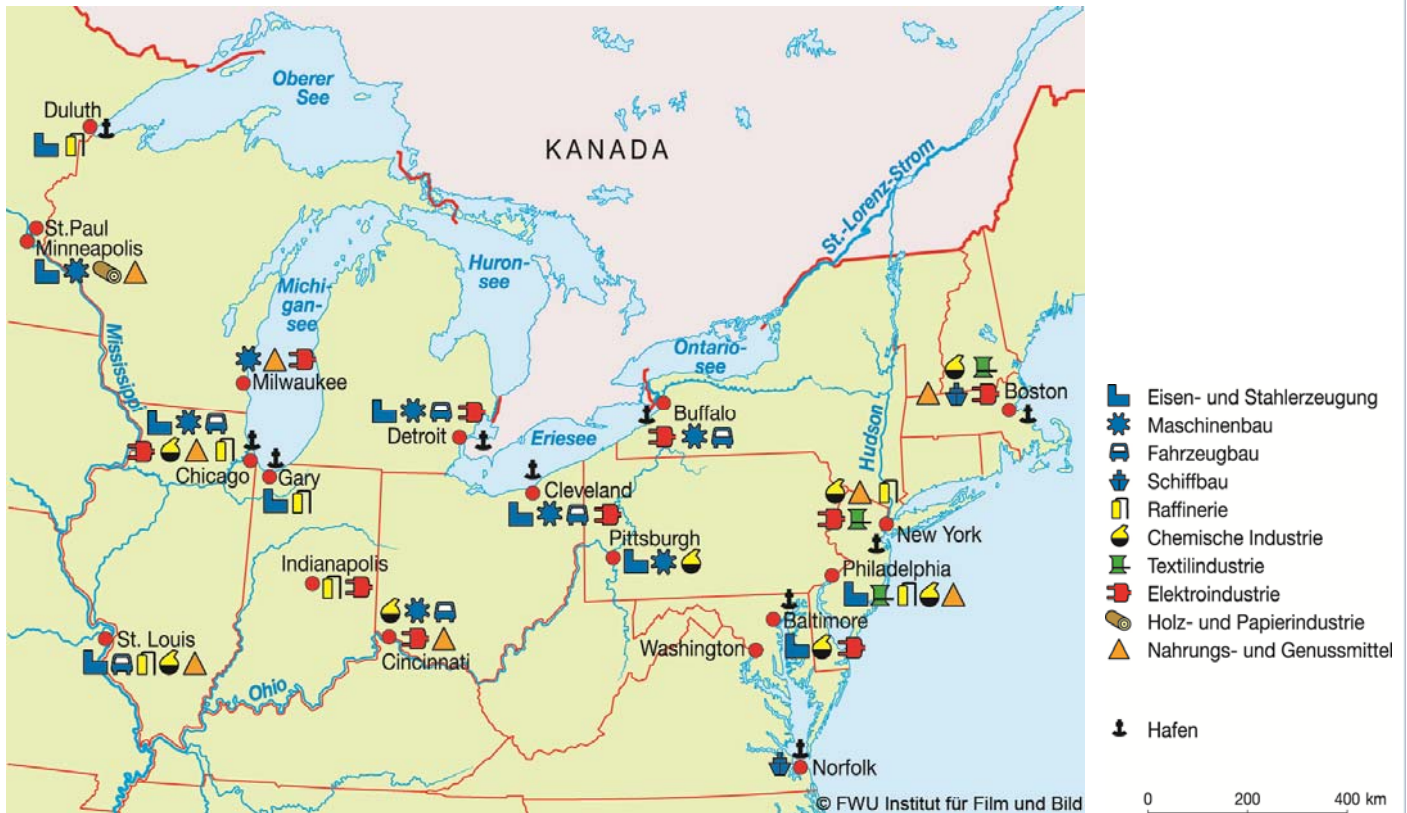 Oberer
See
Duluth
KANADA
St.-Lorenz-Strom
St.Paul
Minneapolis
Huron-
see
Michi-
gan-
see
Mississippi
Ontario-
see
Milwaukee
Boston
Buffalo
Detroit
Eriesee
Hudson
Chicago
Gary
Cleveland
New York
Pittsburgh
Indianapolis
Philadelphia
Baltimore
St. Louis
Washington
Cincinnati
Ohio
Norfolk
© FWU Institut für Film und Bild
Eisen- und Stahlerzeugung
Maschinenbau
Fahrzeugbau
Schiffbau
Raffinerie
Chemische Industrie
Textilindustrie
Elektroindustrie
Holz- und Papierindustrie
Nahrungs- und Genussmittel
Hafen
0 200 400 km